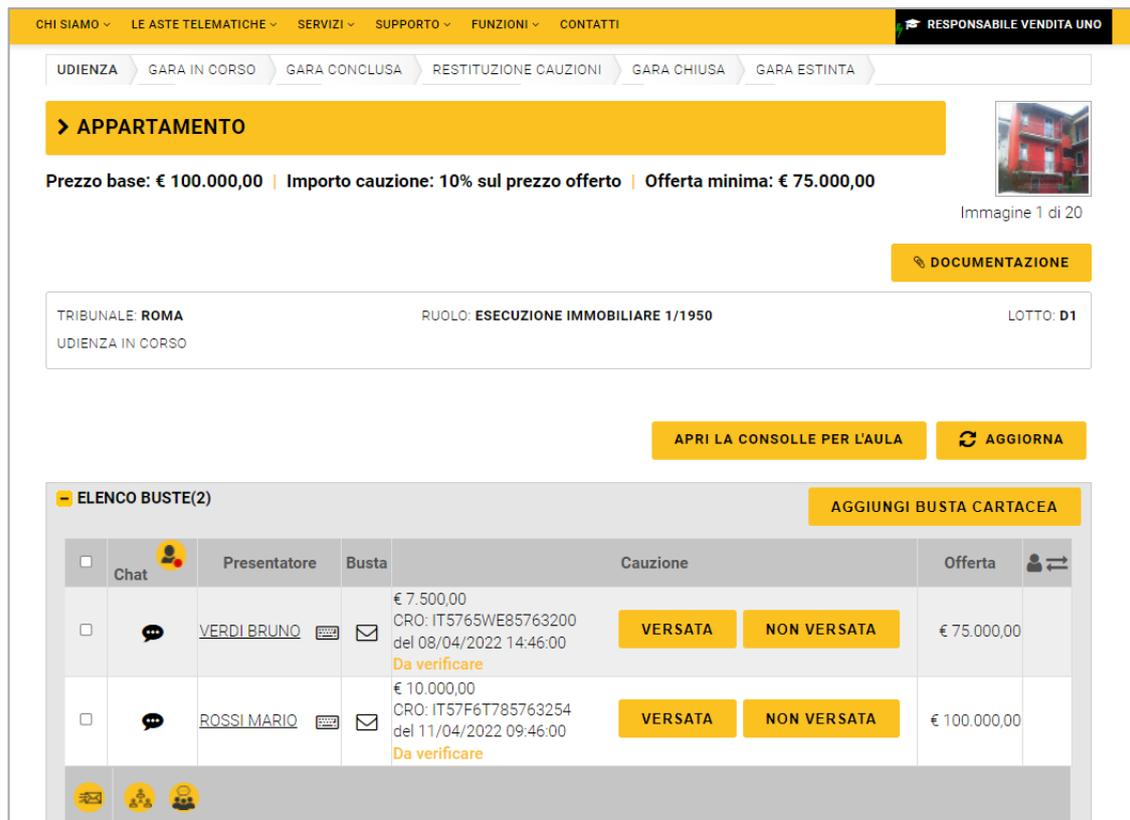 CHI SIAMO LE ASTE TELEMATICHE SERVIZI SUPPORTO FUNZIONI CONTATTI RESPONSABILE VENDITA UNO
UDIENZA GARA IN CORSO GARA CONCLUSA RESTITUZIONE CAUZIONI GARA CHIUSA GARA ESTINTA
APPARTAMENTO
Prezzo base: € 100.000,00 | Importo cauzione: 10% sul prezzo offerto | Offerta minima: € 75.000,00
Immagine 1 di 20
DOCUMENTAZIONE
TRIBUNALE: ROMA RUOLO: ESECUZIONE IMMOBILIARE 1/1950 LOTTO: D1
UDIENZA IN CORSO
APRI LA CONSOLLE PER L'AULA AGGIORNA
ELENCO BUSTE(2) AGGIUNGI BUSTA CARTACEA
Chat Presentatore Busta Cauzione Offerta
€ 7.500,00
CRO: IT5765WE85763200
VERDI BRUNO VERSATA NON VERSATA € 75.000,00
del 08/04/2022 14:46:00
Da verificare
€ 10.000,00
CRO: IT57F6T785763254
ROSSI MARIO VERSATA NON VERSATA € 100.000,00
del 11/04/2022 09:46:00
Da verificare